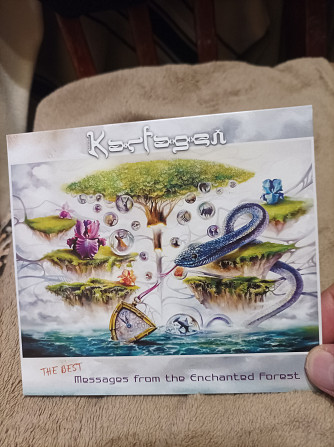 Karfagen
THE BEST
Messages from the Enchanted Forest